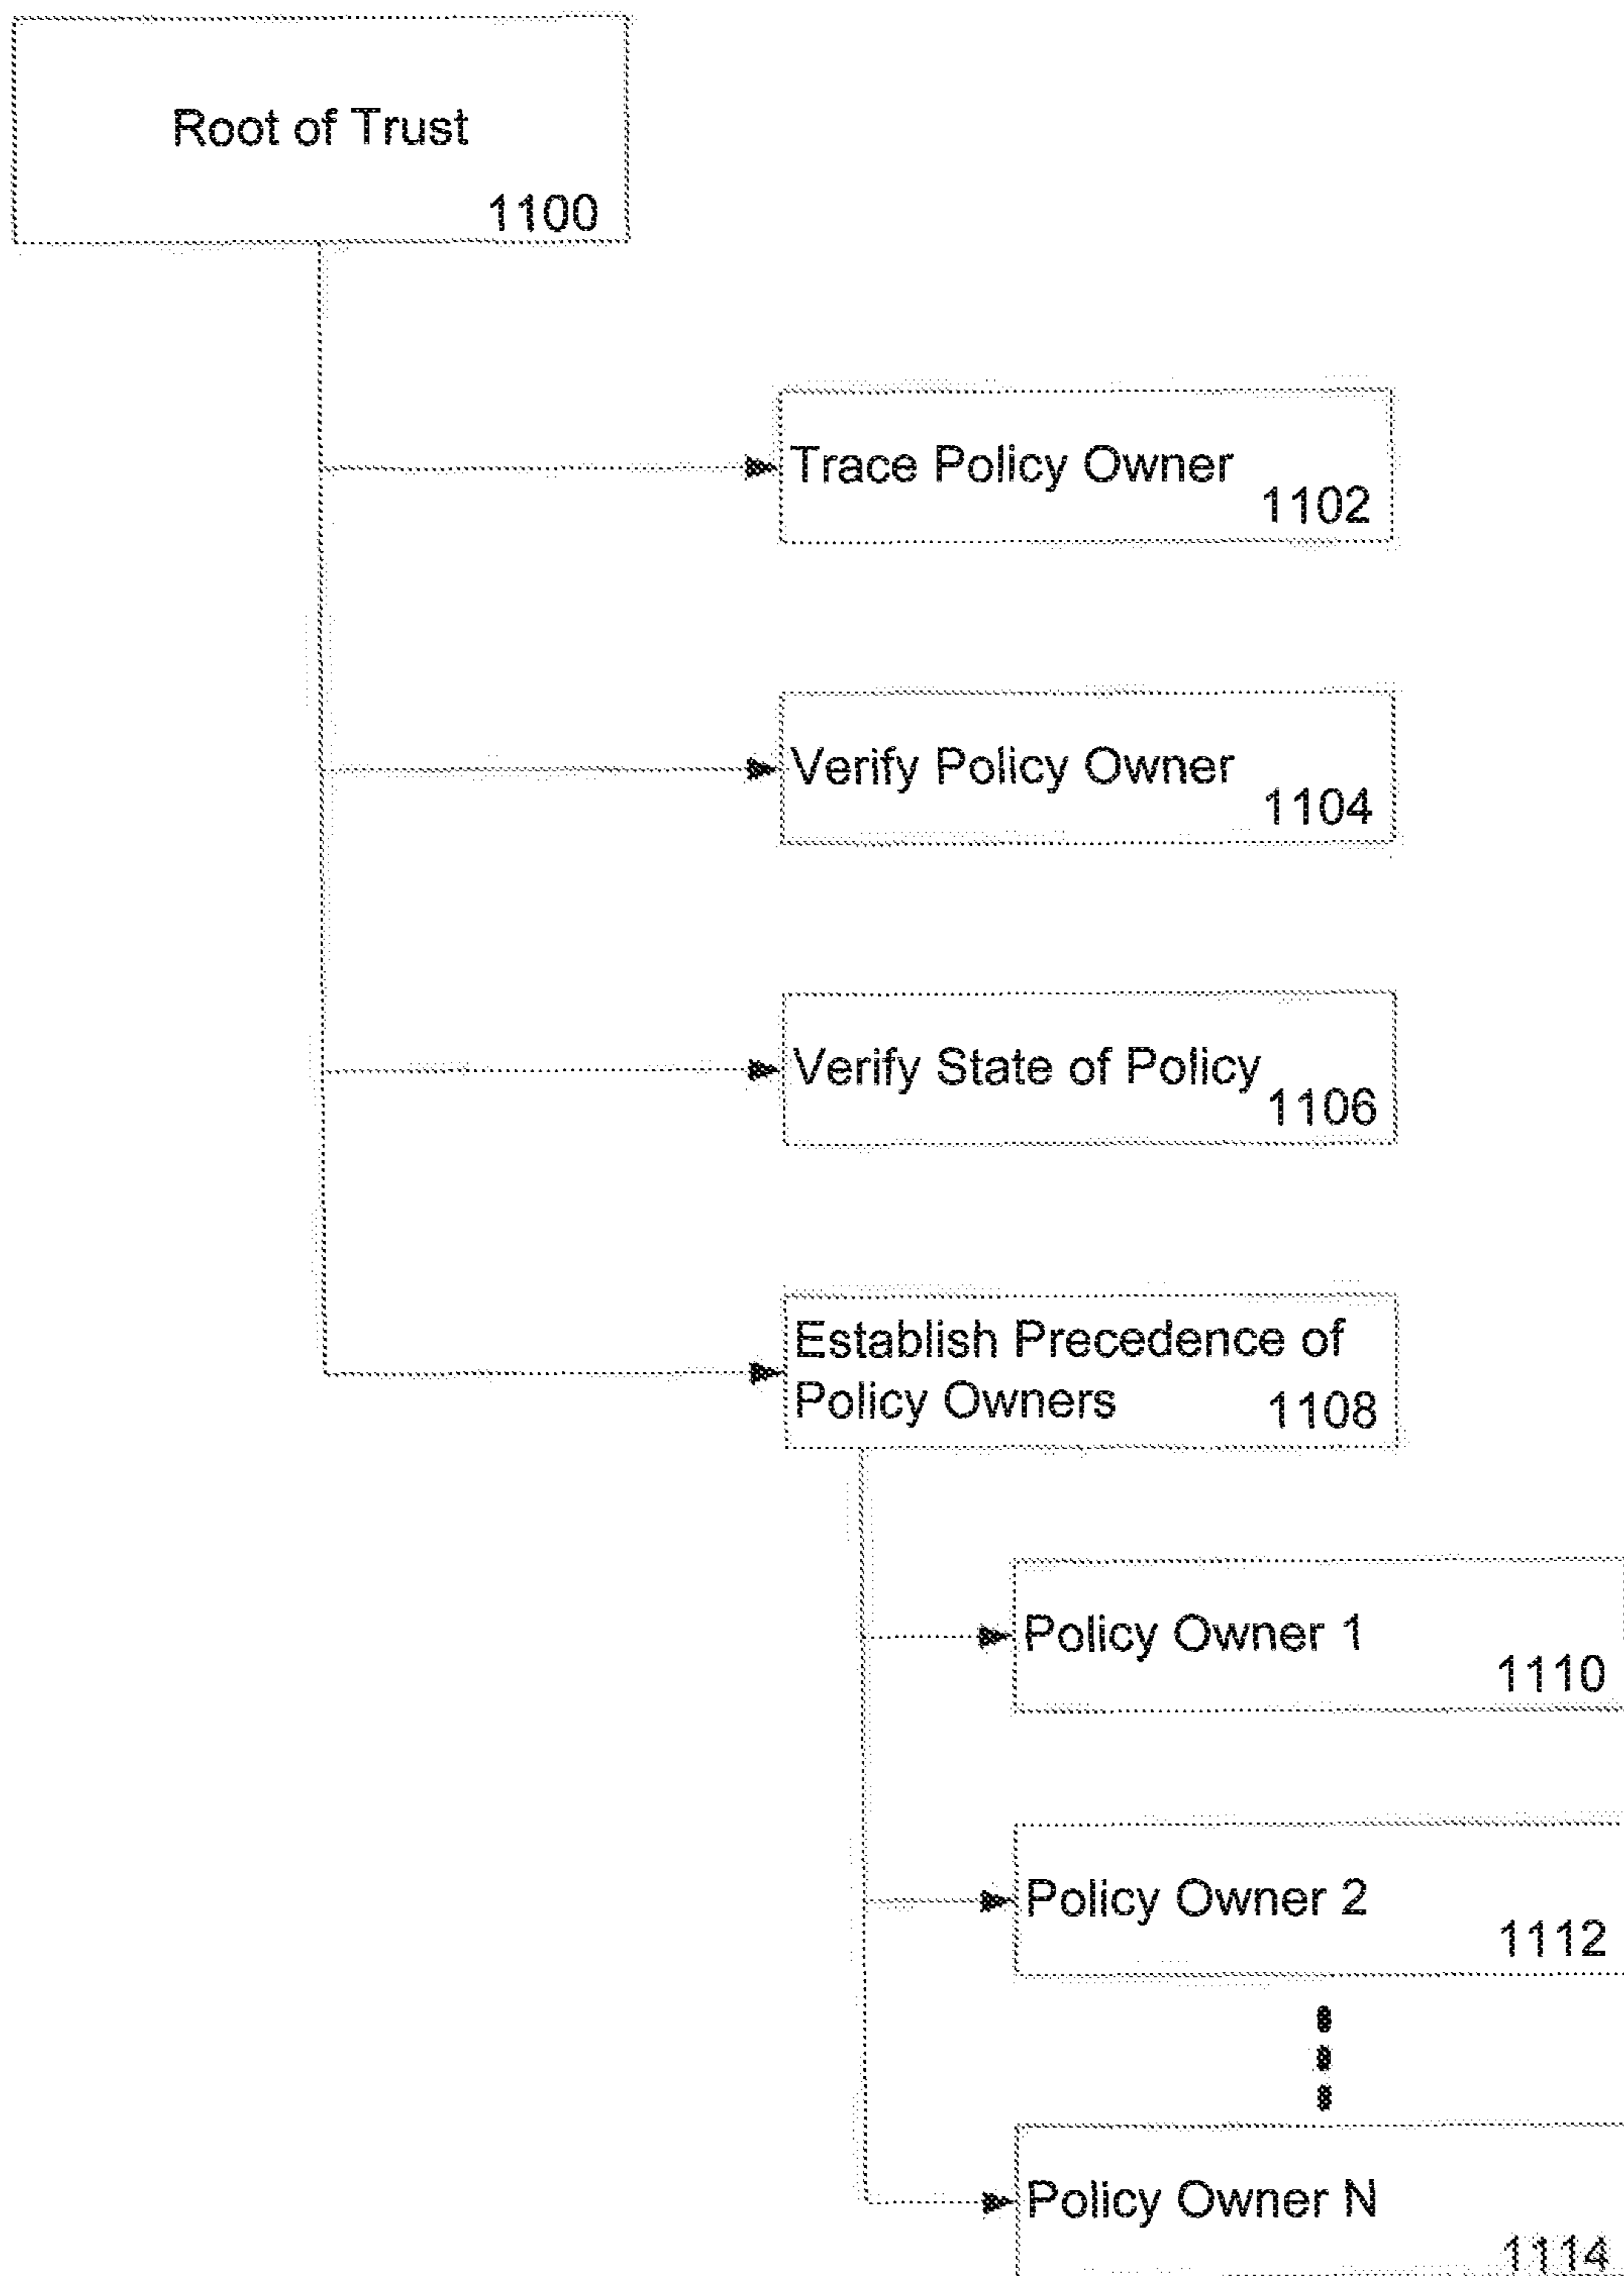 Root of Trust
1100
Trace Policy Owner
1102
Verify Policy Owner
1104
Verify State of Policy
1106
Establish Precedence of
Policy Owners
1108
Policy Owner 1
1110
Policy Owner 2
1112
Policy Owner N
1114